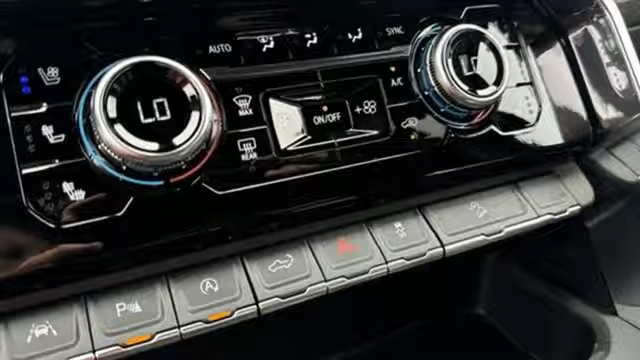 AUTO
SYNC
LO
MAX
ON/OFF
+
A/C
LO
REAR
P
A